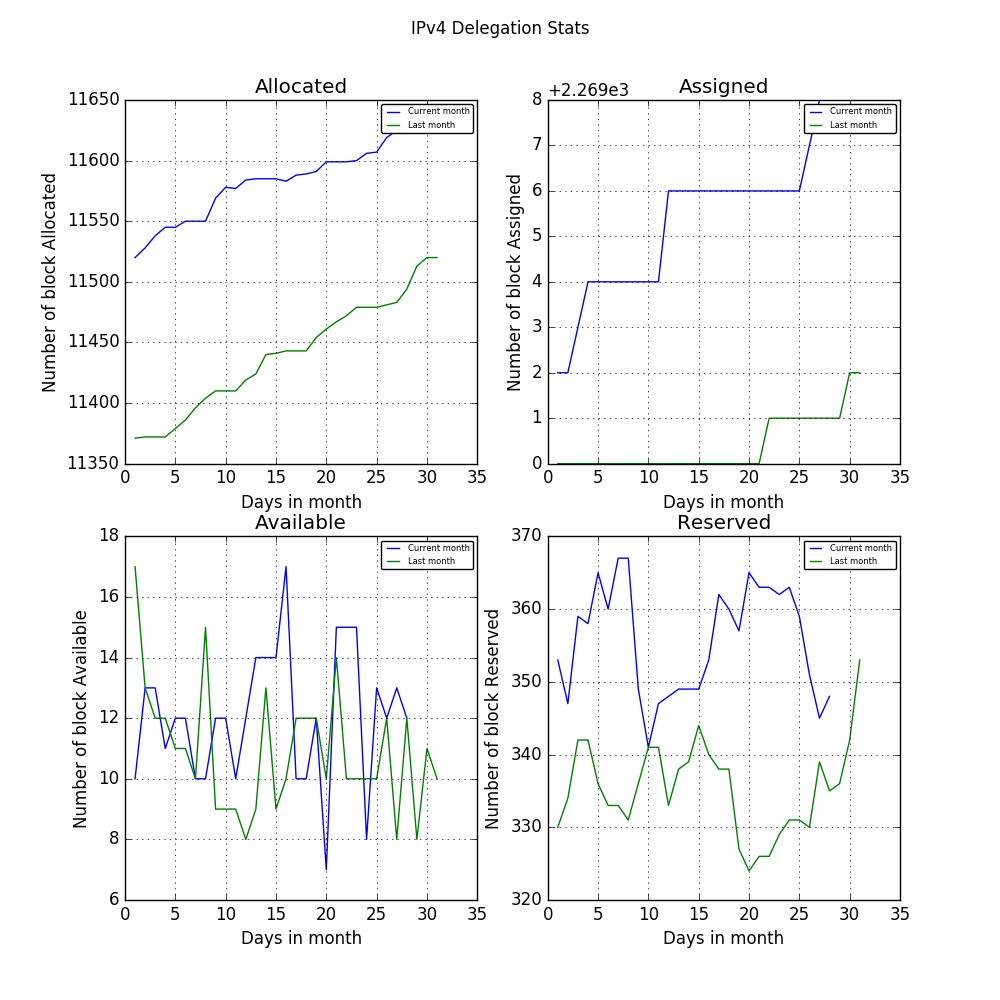 IPv4 Delegation Stats
Allocated
Number of block Allocated
11650
11600
11550
11500
11450
11400
11350
Current month
Last month
0 5 10 15 20 25 30 35
Days in month
Assigned
+2.269e3
Number of block Assigned
8
7
6
5
4
3
2
1
0
Current month
Last month
0 5 10 15 20 25 30 35
Days in month
Available
Number of block Available
18
16
14
12
10
8
6
Current month
Last month
0 5 10 15 20 25 30 35
Days in month
Reserved
Number of block Reserved
370
360
350
340
330
320
Current month
Last month
0 5 10 15 20 25 30 35
Days in month